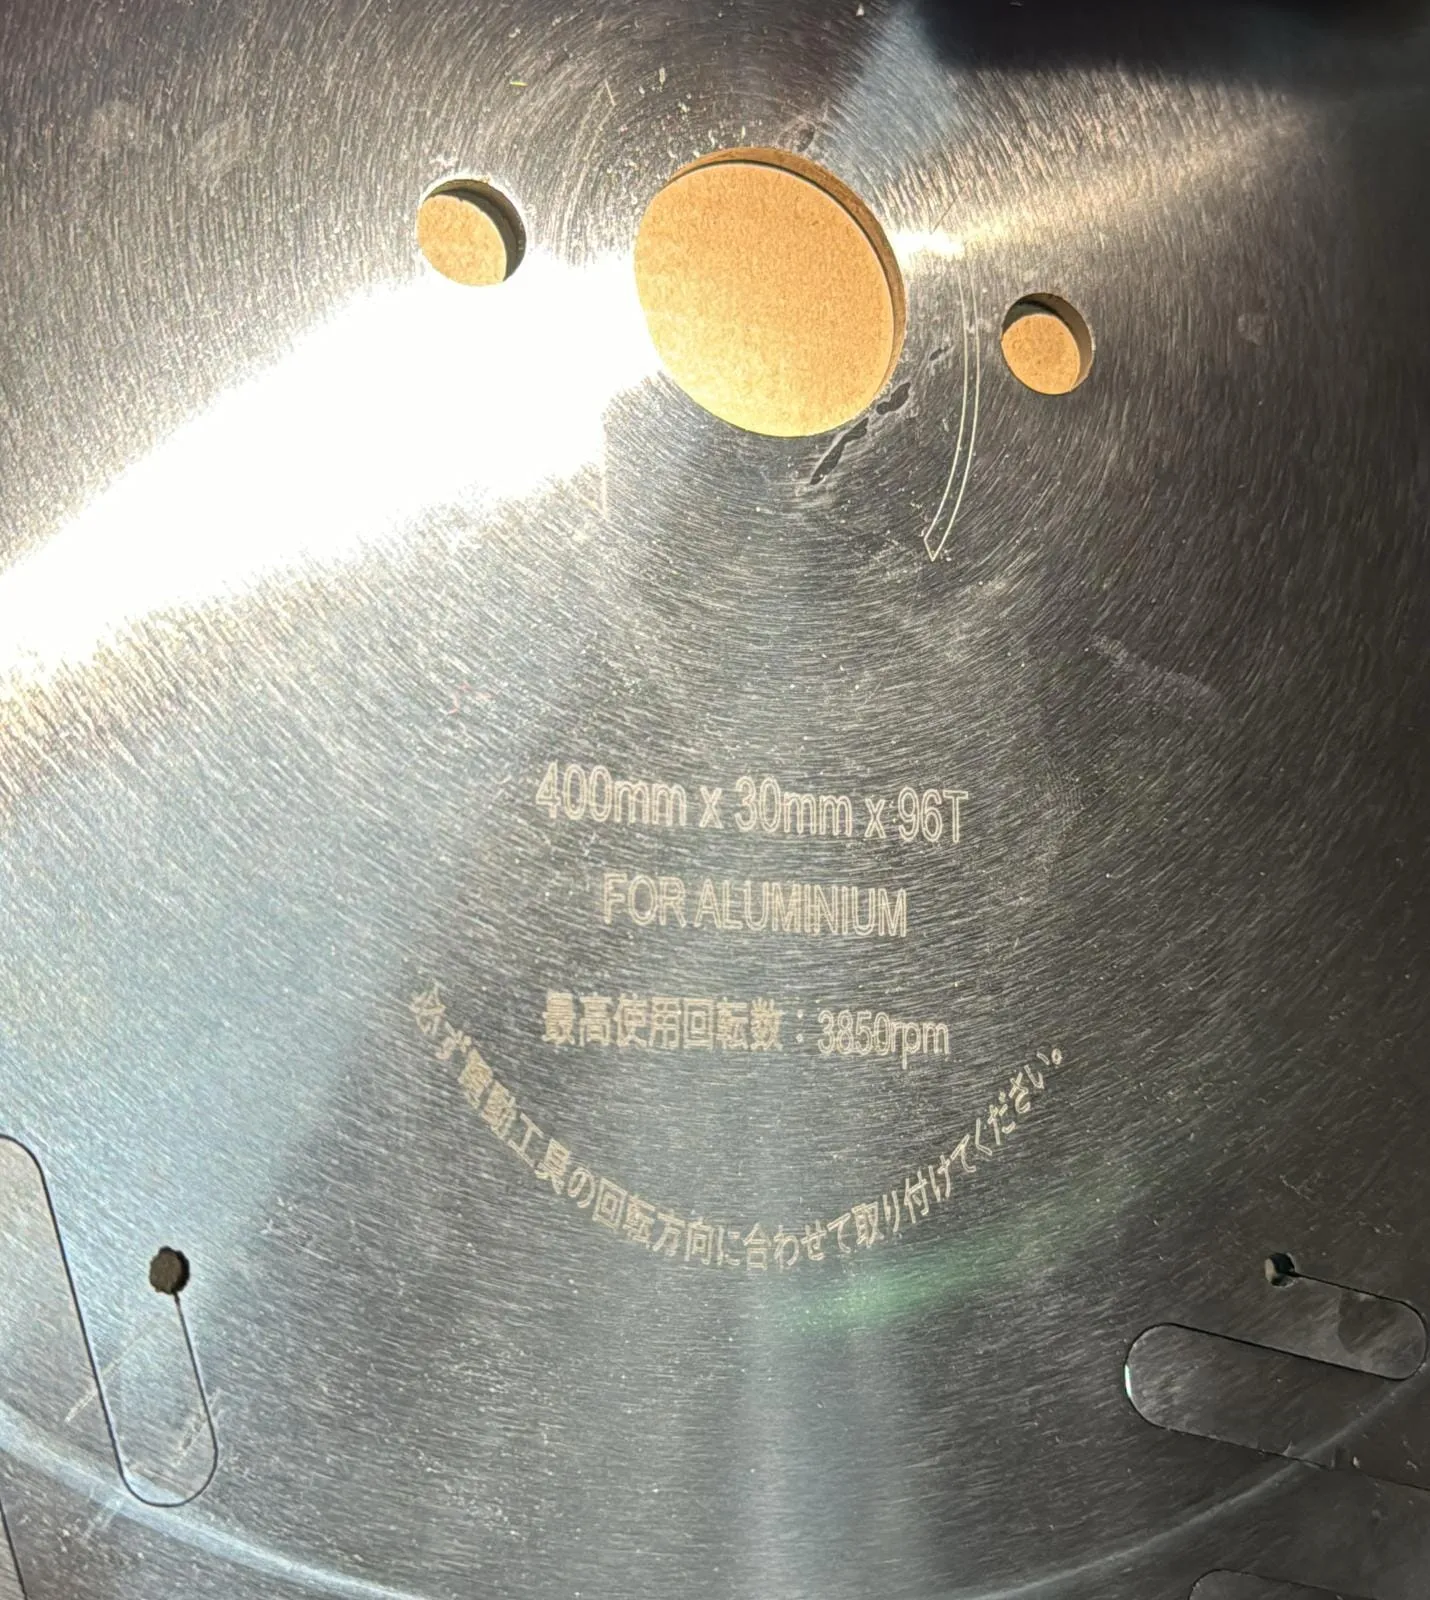 400mm x 30mm x 96T
FOR ALUMINIUM
最高使用回転数：3850rpm
必ず電動工具の回転方向に合わせて取り付けてください。